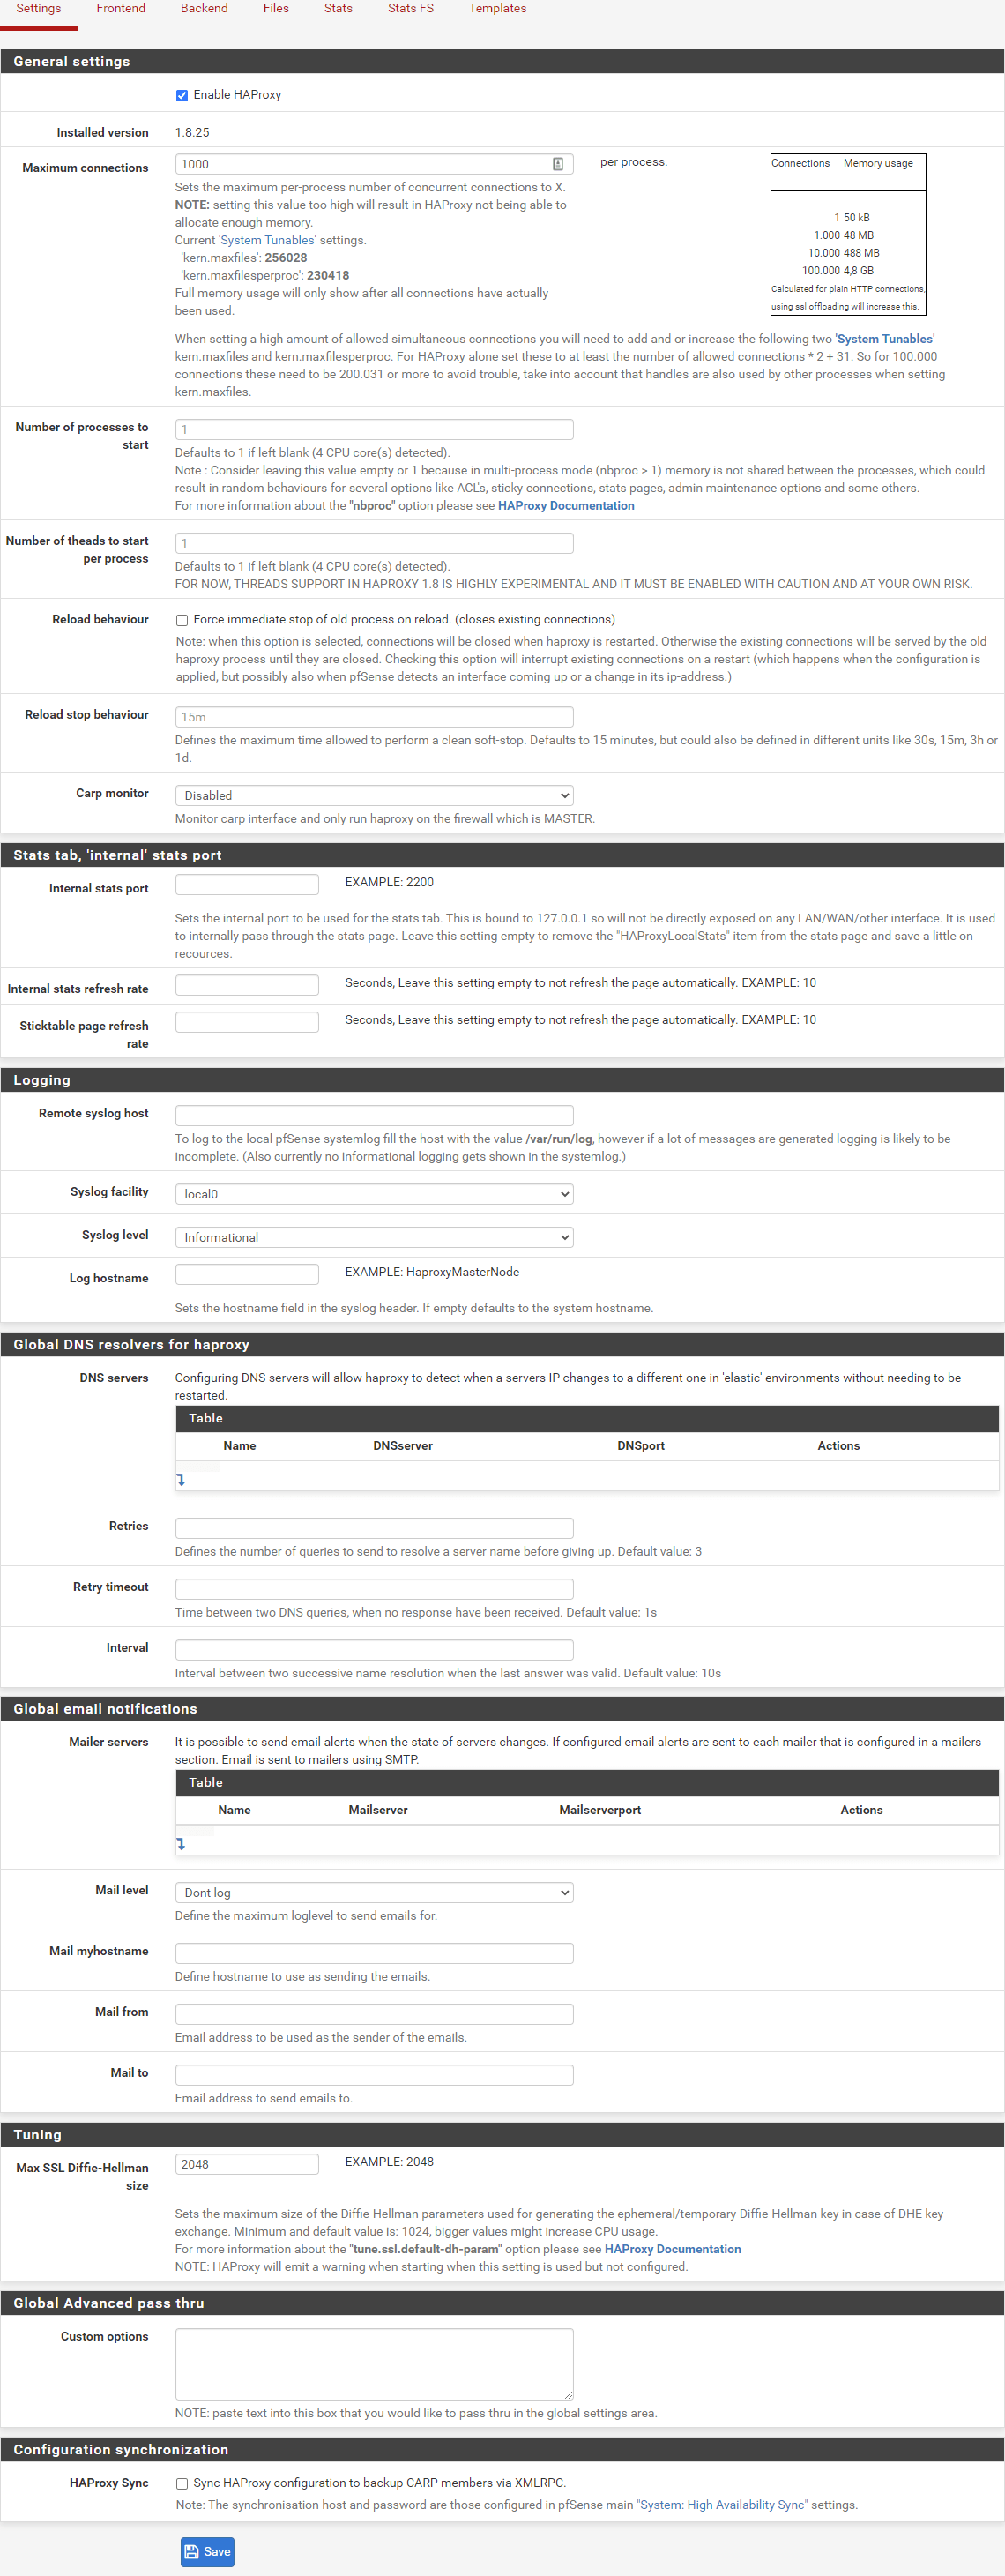 Settings Frontend Backend Files Stats Stats FS Templates
General settings
Enable HAProxy
Installed version 1.8.25
Maximum connections 1000 per process.
Sets the maximum per-process number of concurrent connections to X.
NOTE: setting this value too high will result in HAProxy not being able to
allocate enough memory.
Current 'System Tunables' settings.
'kern.maxfiles': 256028
'kern.maxfilesperproc': 230418
Full memory usage will only show after all connections have actually
been used.
Connections Memory usage
1 50 kB
1.000 48 MB
10.000 488 MB
100.000 4,8 GB
Calculated for plain HTTP connections,
using ssl offloading will increase this.
When setting a high amount of allowed simultaneous connections you will need to add and or increase the following two 'System Tunables'
kern.maxfiles and kern.maxfilesperproc. For HAProxy alone set these to at least the number of allowed connections * 2 + 31. So for 100.000
connections these need to be 200.031 or more to avoid trouble, take into account that handles are also used by other processes when setting
kern.maxfiles.
Number of processes to
start
1
Defaults to 1 if left blank (4 CPU core(s) detected).
Note : Consider leaving this value empty or 1 because in multi-process mode (nbproc > 1) memory is not shared between the processes, which could
result in random behaviours for several options like ACL's, sticky connections, stats pages, admin maintenance options and some others.
For more information about the "nbproc" option please see HAProxy Documentation
Number of theads to start
per process
1
Defaults to 1 if left blank (4 CPU core(s) detected).
FOR NOW, THREADS SUPPORT IN HAPROXY 1.8 IS HIGHLY EXPERIMENTAL AND IT MUST BE ENABLED WITH CAUTION AND AT YOUR OWN RISK.
Reload behaviour Force immediate stop of old process on reload. (closes existing connections)
Note: when this option is selected, connections will be closed when haproxy is restarted. Otherwise the existing connections will be served by the old
haproxy process until they are closed. Checking this option will interrupt existing connections on a restart (which happens when the configuration is
applied, but possibly also when pfSense detects an interface coming up or a change in its ip-address.)
Reload stop behaviour 15m
Defines the maximum time allowed to perform a clean soft-stop. Defaults to 15 minutes, but could also be defined in different units like 30s, 15m, 3h or
1d.
Carp monitor Disabled
Monitor carp interface and only run haproxy on the firewall which is MASTER.
Stats tab, 'internal' stats port
Internal stats port EXAMPLE: 2200
Sets the internal port to be used for the stats tab. This is bound to 127.0.0.1 so will not be directly exposed on any LAN/WAN/other interface. It is used
to internally pass through the stats page. Leave this setting empty to remove the "HAProxyLocalStats" item from the stats page and save a little on
recources.
Internal stats refresh rate Seconds, Leave this setting empty to not refresh the page automatically. EXAMPLE: 10
Sticktable page refresh
rate
Seconds, Leave this setting empty to not refresh the page automatically. EXAMPLE: 10
Logging
Remote syslog host
To log to the local pfSense systemlog fill the host with the value /var/run/log, however if a lot of messages are generated logging is likely to be
incomplete. (Also currently no informational logging gets shown in the systemlog.)
Syslog facility local0
Syslog level Informational
Log hostname EXAMPLE: HaproxyMasterNode
Sets the hostname field in the syslog header. If empty defaults to the system hostname.
Global DNS resolvers for haproxy
DNS servers Configuring DNS servers will allow haproxy to detect when a servers IP changes to a different one in 'elastic' environments without needing to be
restarted.
Table
Name DNSserver DNSport Actions
Retries
Defines the number of queries to send to resolve a server name before giving up. Default value: 3
Retry timeout
Time between two DNS queries, when no response have been received. Default value: 1s
Interval
Interval between two successive name resolution when the last answer was valid. Default value: 10s
Global email notifications
Mailer servers It is possible to send email alerts when the state of servers changes. If configured email alerts are sent to each mailer that is configured in a mailers
section. Email is sent to mailers using SMTP.
Table
Name Mailserver Mailserverport Actions
Mail level Dont log
Define the maximum loglevel to send emails for.
Mail myhostname
Define hostname to use as sending the emails.
Mail from
Email address to be used as the sender of the emails.
Mail to
Email address to send emails to.
Tuning
Max SSL Diffie-Hellman
size
2048 EXAMPLE: 2048
Sets the maximum size of the Diffie-Hellman parameters used for generating the ephemeral/temporary Diffie-Hellman key in case of DHE key
exchange. Minimum and default value is: 1024, bigger values might increase CPU usage.
For more information about the "tune.ssl.default-dh-param" option please see HAProxy Documentation
NOTE: HAProxy will emit a warning when starting when this setting is used but not configured.
Global Advanced pass thru
Custom options
NOTE: paste text into this box that you would like to pass thru in the global settings area.
Configuration synchronization
HAProxy Sync Sync HAProxy configuration to backup CARP members via XMLRPC.
Note: The synchronisation host and password are those configured in pfSense main "System: High Availability Sync" settings.
Save